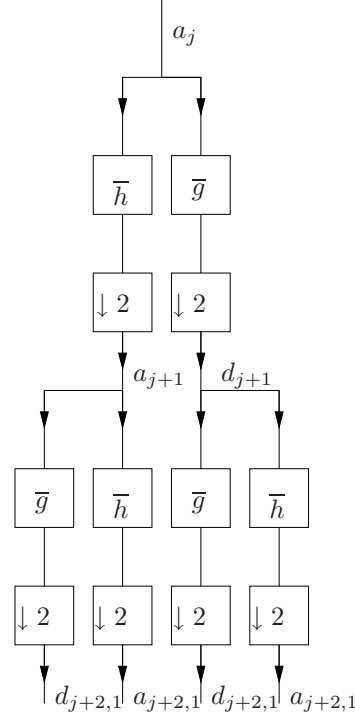 a_j
h̅ g̅
↓ 2 ↓ 2
a_{j+1} d_{j+1}
g̅ h̅ g̅ h̅
↓ 2 ↓ 2 ↓ 2 ↓ 2
d_{j+2,1} a_{j+2,1} d_{j+2,1} a_{j+2,1}